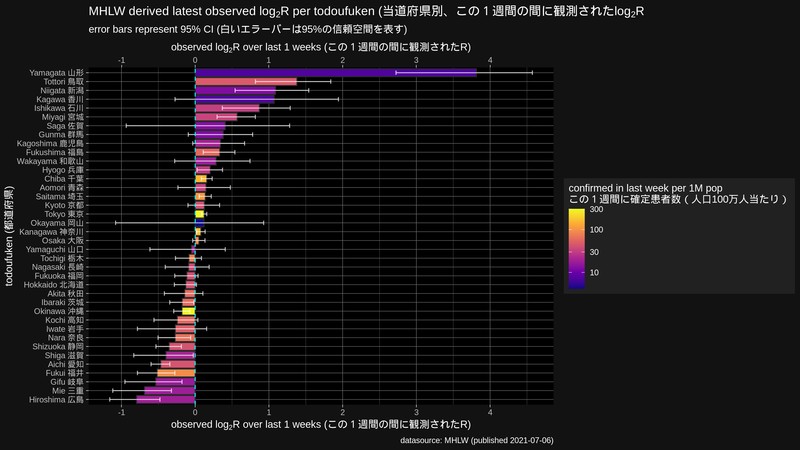 MHLW derived latest observed log2R per todoufuken (当道府県別、この１週間の間に観測されたlog2R
error bars represent 95% CI (白いエラーバーは95%の信頼空間を表す)
observed log2R over last 1 weeks (この１週間の間に観測されたR)
-1 0 1 2 3 4
todoufuken (都道府県)
Yamagata 山形
Tottori 鳥取
Niigata 新潟
Kagawa 香川
Ishikawa 石川
Miyagi 宮城
Saga 佐賀
Gunma 群馬
Kagoshima 鹿児島
Fukushima 福島
Wakayama 和歌山
Hyogo 兵庫
Chiba 千葉
Aomori 青森
Saitama 埼玉
Kyoto 京都
Tokyo 東京
Okayama 岡山
Kanagawa 神奈川
Osaka 大阪
Yamaguchi 山口
Tochigi 栃木
Nagasaki 長崎
Fukuoka 福岡
Hokkaido 北海道
Akita 秋田
Ibaraki 茨城
Okinawa 沖縄
Kochi 高知
Iwate 岩手
Nara 奈良
Shizuoka 静岡
Shiga 滋賀
Aichi 愛知
Fukui 福井
Gifu 岐阜
Mie 三重
Hiroshima 広島
-1 0 1 2 3 4
observed log2R over last 1 weeks (この１週間の間に観測されたR)
datasource: MHLW (published 2021-07-06)
confirmed in last week per 1M pop
この１週間に確定患者数（人口100万人当たり）
300
100
30
10